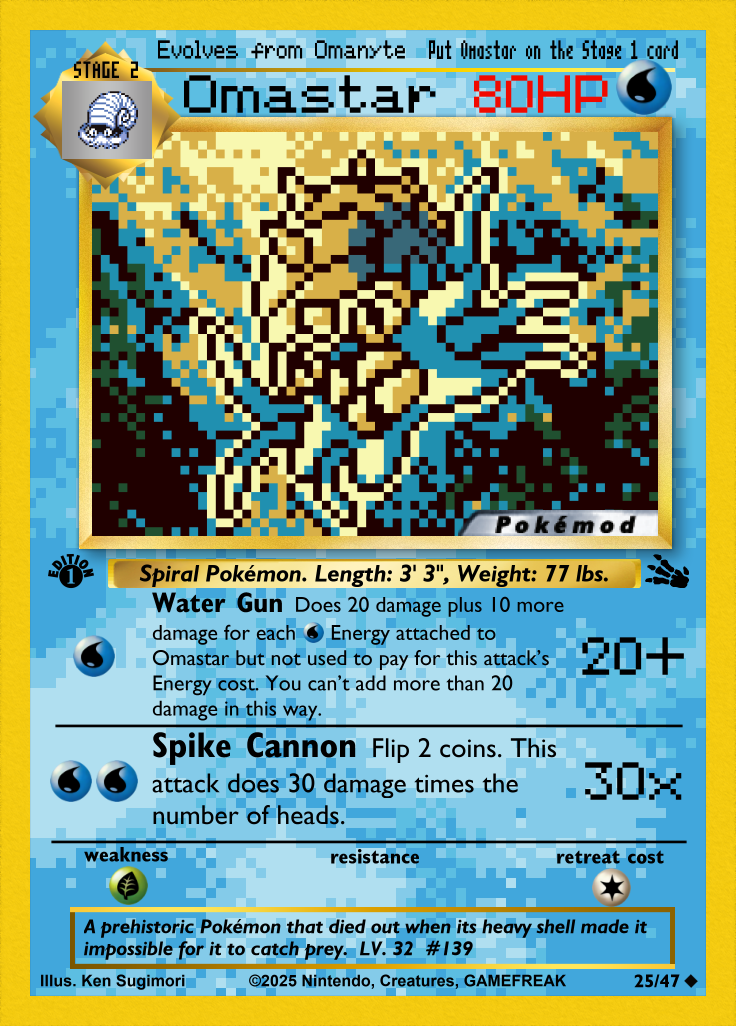 Evolves from Omanyte Put Omastar on the Stage 1 card
STAGE 2
Omastar 80HP
Pokémod
EDITION
1
Spiral Pokémon. Length: 3' 3", Weight: 77 lbs.
Water Gun Does 20 damage plus 10 more
damage for each Energy attached to
Omastar but not used to pay for this attack's
Energy cost. You can't add more than 20
damage in this way.
20+
Spike Cannon Flip 2 coins. This
attack does 30 damage times the
number of heads.
30x
weakness resistance retreat cost
A prehistoric Pokémon that died out when its heavy shell made it
impossible for it to catch prey. LV. 32 #139
Illus. Ken Sugimori ©2025 Nintendo, Creatures, GAMEFREAK 25/47